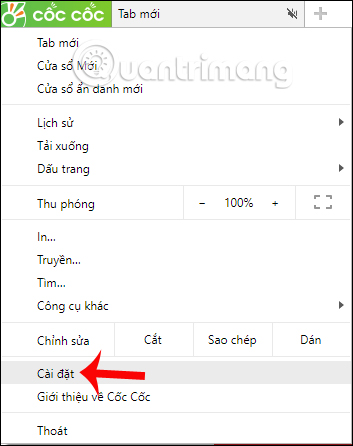 CỐC CỐC Tab mới
Tab mới
Cửa sổ Mới
Cửa sổ ẩn danh mới
Quantrimang
Lịch sử
Tải xuống
Dấu trang
Thu phóng − 100% +
In...
Truyền...
Tìm...
Công cụ khác
Chỉnh sửa Cắt Sao chép Dán
Cài đặt
Giới thiệu về Cốc Cốc
Thoát